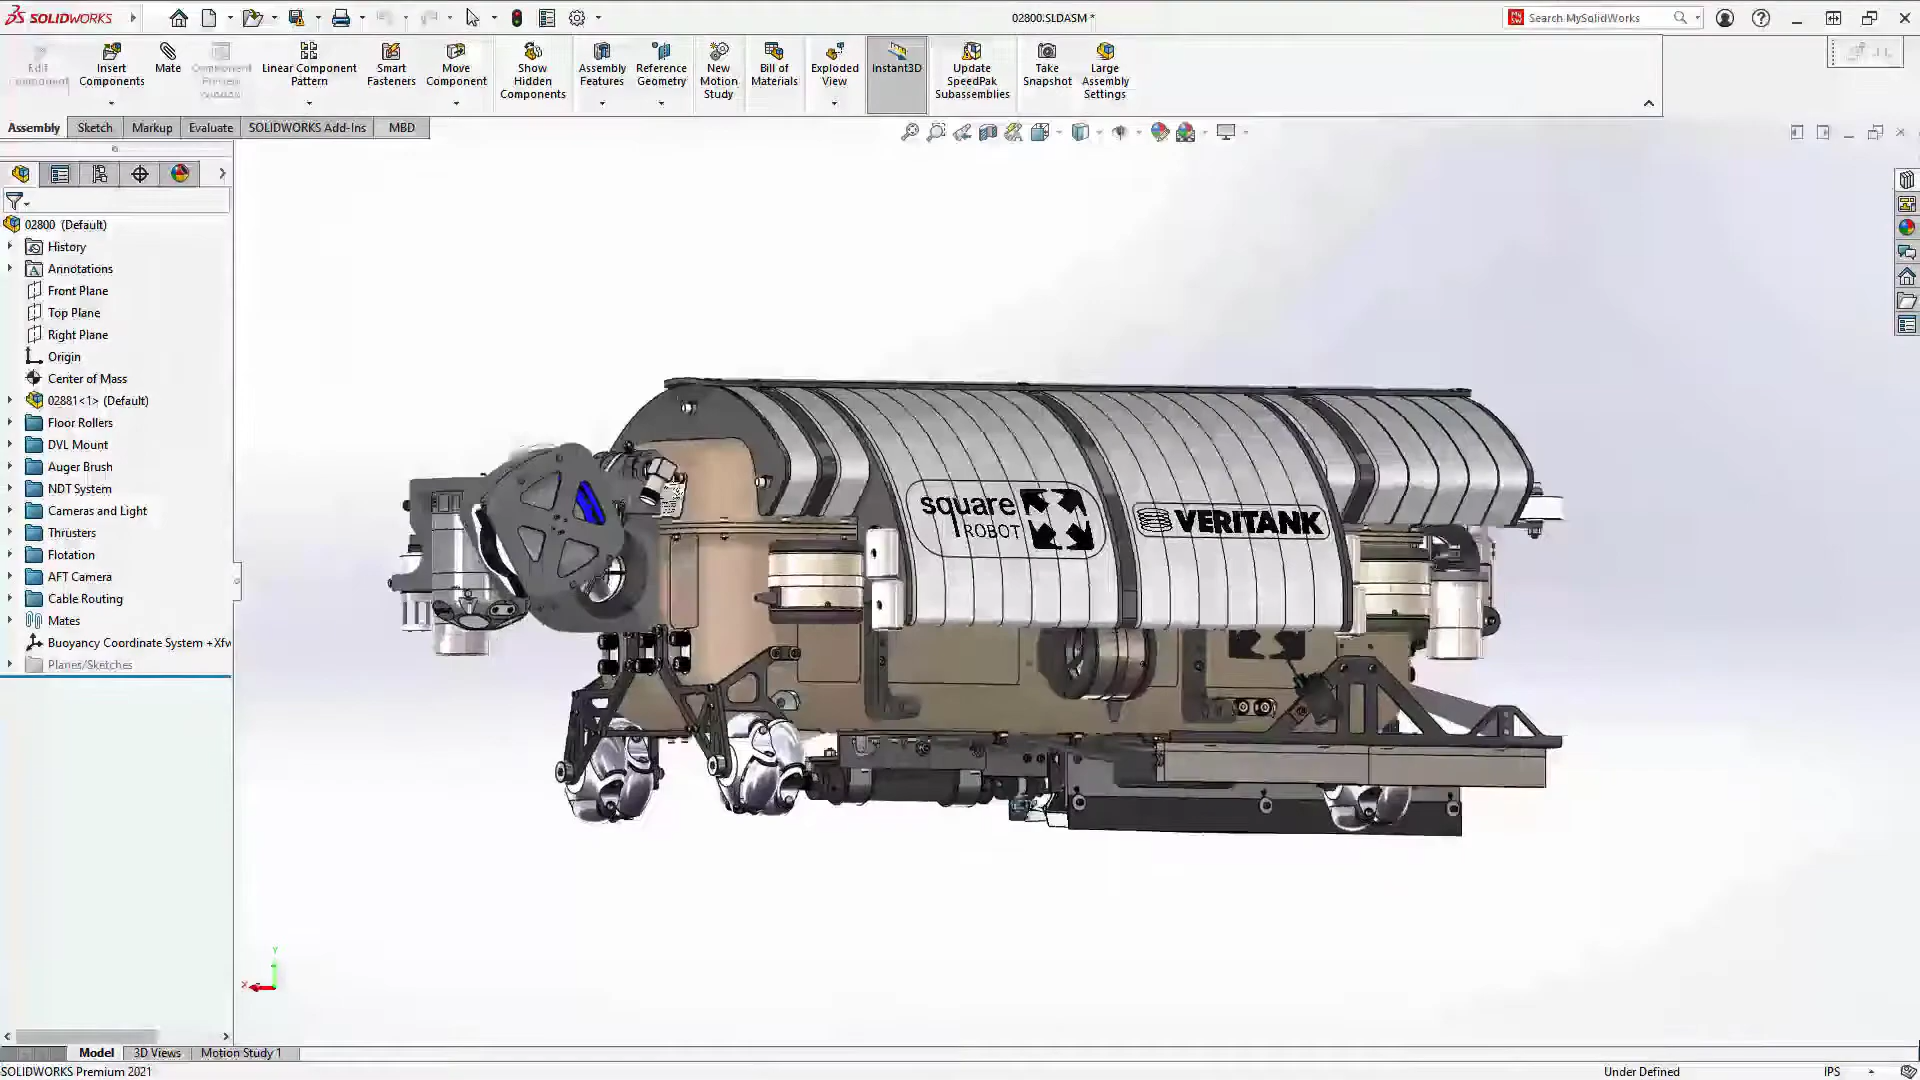 SOLIDWORKS
02800.SLDASM *
Search MySolidWorks
Edit Component
Insert Components
Mate
Component Preview Window
Linear Component Pattern
Smart Fasteners
Move Component
Show Hidden Components
Assembly Features
Reference Geometry
New Motion Study
Bill of Materials
Exploded View
Instant3D
Update SpeedPak Subassemblies
Take Snapshot
Large Assembly Settings
Assembly
Sketch
Markup
Evaluate
SOLIDWORKS Add-Ins
MBD
02800 (Default)
History
Annotations
Front Plane
Top Plane
Right Plane
Origin
Center of Mass
02881<1> (Default)
Floor Rollers
DVL Mount
Auger Brush
NDT System
Cameras and Light
Thrusters
Flotation
AFT Camera
Cable Routing
Mates
Buoyancy Coordinate System +Xfw
Planes/Sketches
square
ROBOT
VERITANK
Y
X
Model
3D Views
Motion Study 1
SOLIDWORKS Premium 2021
Under Defined
IPS